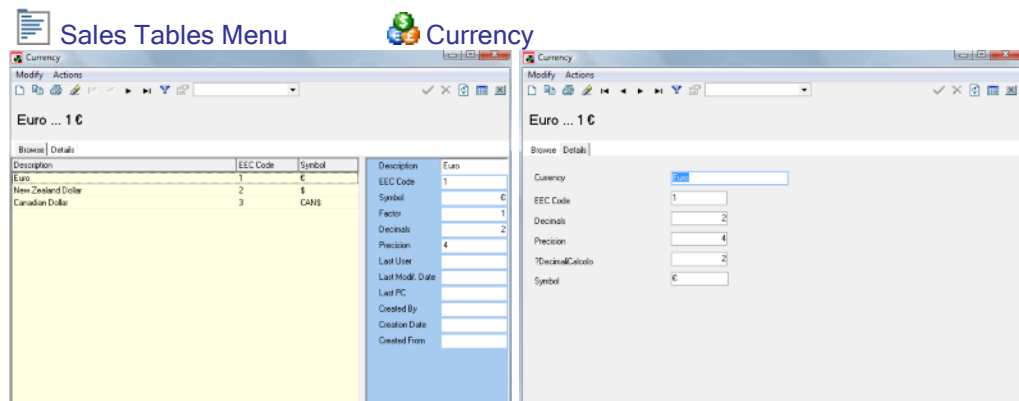 Sales Tables Menu
Currency
Currency
Modify Actions
Euro ... 1 €
Browse Details
Description EEC Code Symbol
Euro 1 €
New Zealand Dollar 2 $
Canadian Dollar 3 CAN$
Description Euro
EEC Code 1
Symbol €
Factor 1
Decimals 2
Precision 4
Last User
Last Modif. Date
Last PC
Created By
Creation Date
Created From
Currency
Modify Actions
Euro ... 1 €
Browse Details
Currency Euro
EEC Code 1
Decimals 2
Precision 4
?DecimaliCalcolo 2
Symbol €